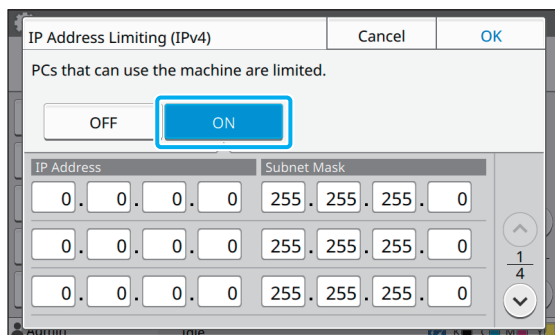 IP Address Limiting (IPv4) Cancel OK
PCs that can use the machine are limited.
OFF ON
IP Address Subnet Mask
0. 0. 0. 0 255. 255. 255. 0
0. 0. 0. 0 255. 255. 255. 0
0. 0. 0. 0 255. 255. 255. 0
1
4
Admin Idle K C M Y